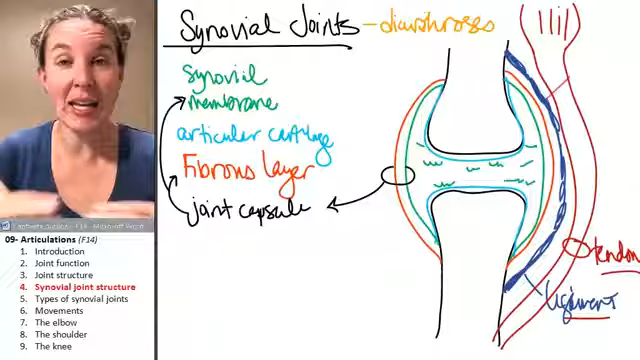 Synovial Joints - diarthroses
Synovial
membrane
articular cartilage
Fibrous layer
joint capsule
tendon
ligament
09- Articulations (F14)
1. Introduction
2. Joint function
3. Joint structure
4. Synovial joint structure
5. Types of synovial joints
6. Movements
7. The elbow
8. The shoulder
9. The knee